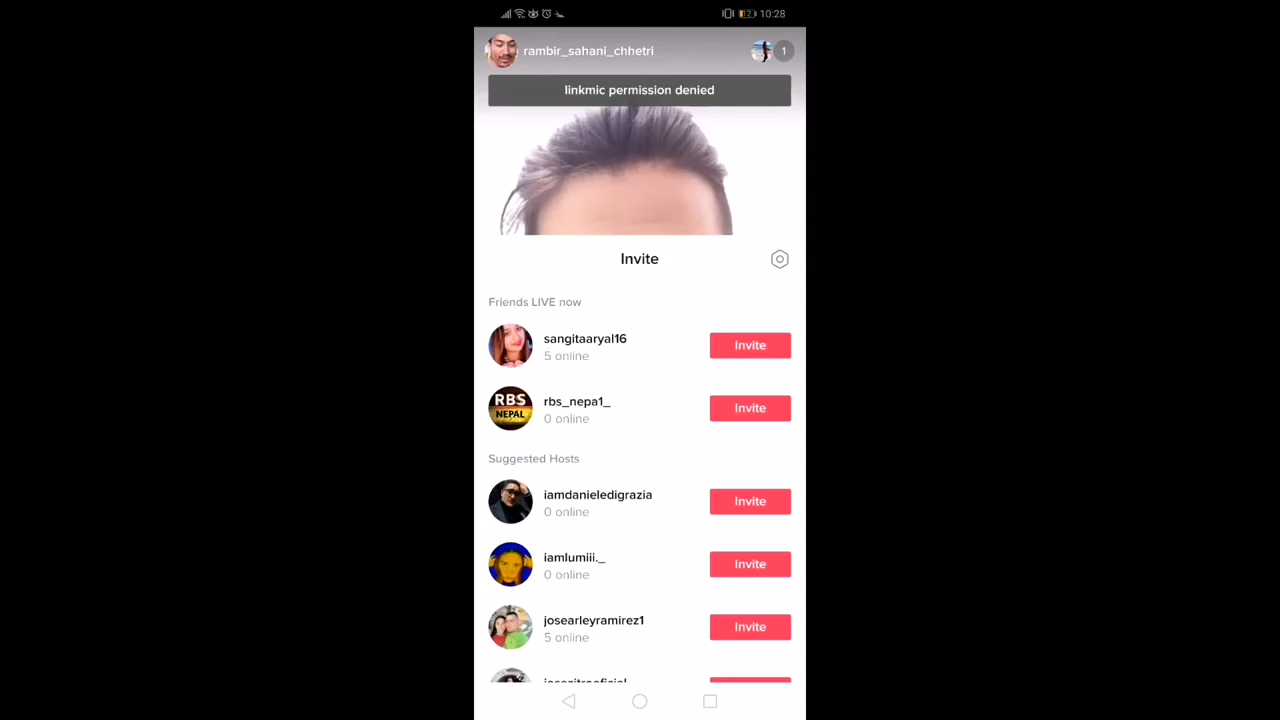 12 10:28
rambir_sahani_chhetri
1
linkmic permission denied
Invite
Friends LIVE now
sangitaaryal16
5 online
Invite
RBS
NEPAL
rbs_nepa1_
0 online
Invite
Suggested Hosts
iamdanieledigrazia
0 online
Invite
iamlumiii._
0 online
Invite
josearleyramirez1
5 online
Invite